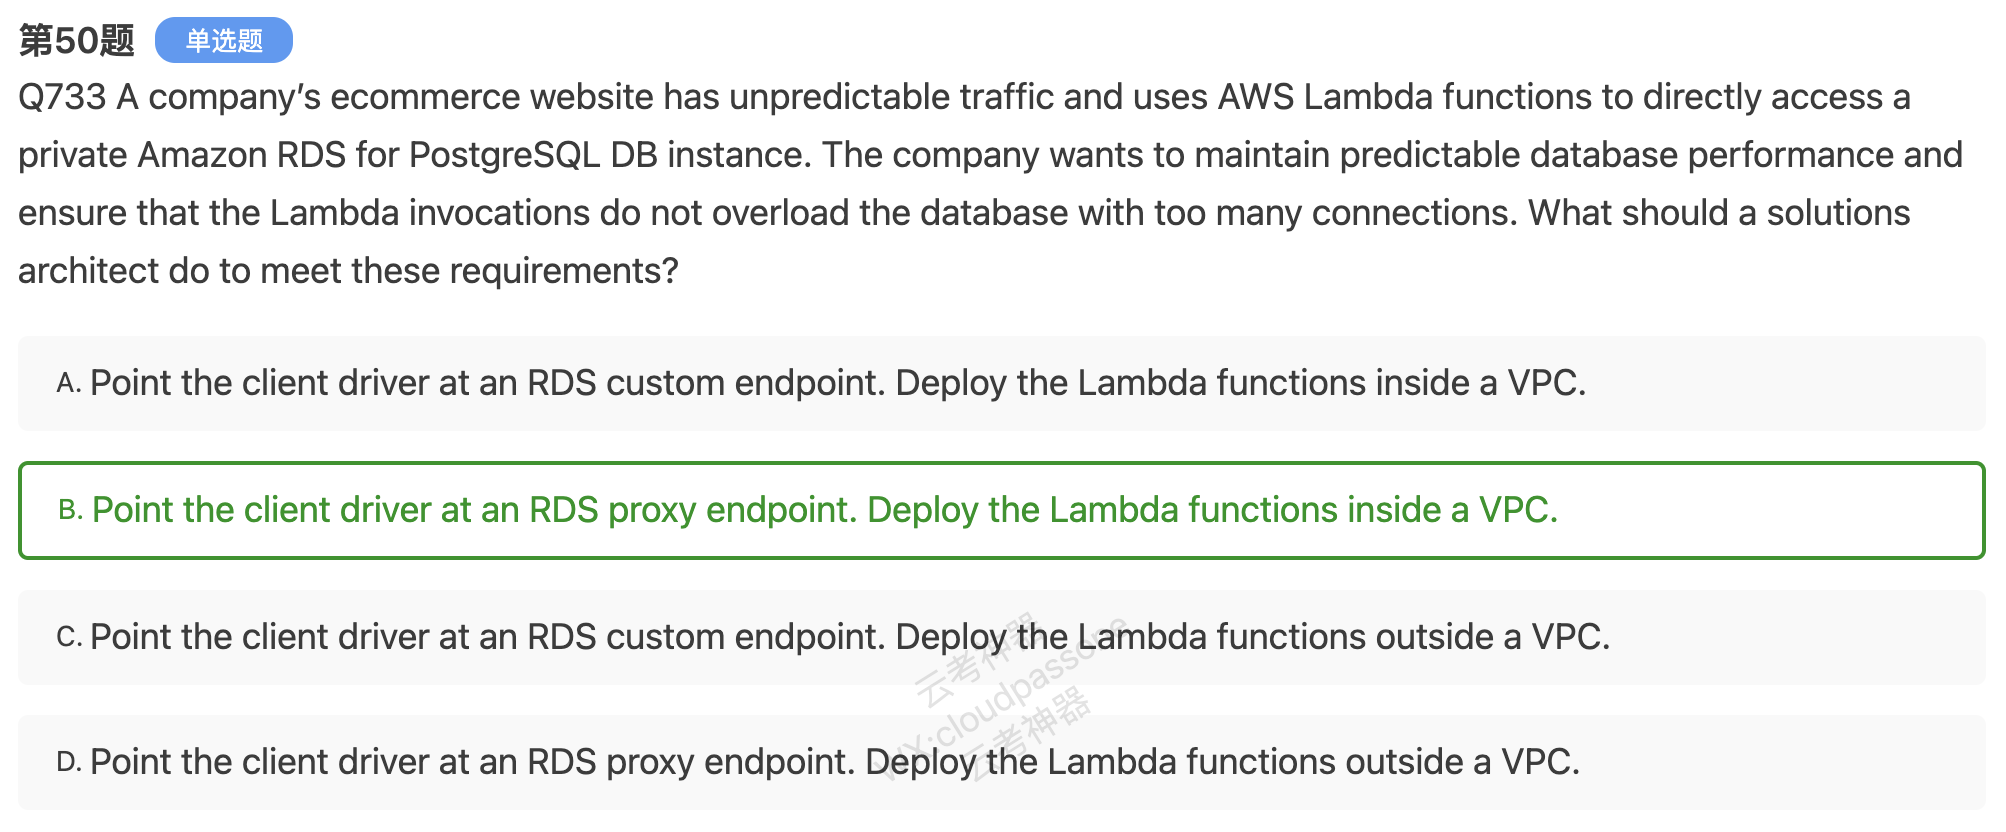 第50题 单选题
Q733 A company’s ecommerce website has unpredictable traffic and uses AWS Lambda functions to directly access a
private Amazon RDS for PostgreSQL DB instance. The company wants to maintain predictable database performance and
ensure that the Lambda invocations do not overload the database with too many connections. What should a solutions
architect do to meet these requirements?
A. Point the client driver at an RDS custom endpoint. Deploy the Lambda functions inside a VPC.
B. Point the client driver at an RDS proxy endpoint. Deploy the Lambda functions inside a VPC.
C. Point the client driver at an RDS custom endpoint. Deploy the Lambda functions outside a VPC.
D. Point the client driver at an RDS proxy endpoint. Deploy the Lambda functions outside a VPC.
云考神器
WX:cloudpassone
云考神器